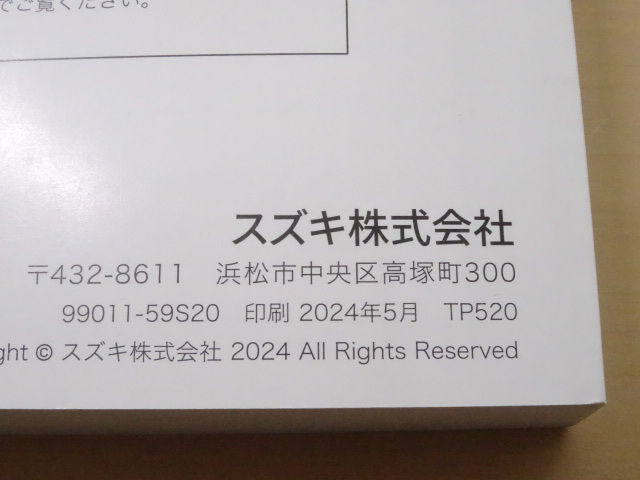 でご覧ください。
スズキ株式会社
〒432-8611 浜松市中央区高塚町300
99011-59S20 印刷 2024年5月 TP520
ght © スズキ株式会社 2024 All Rights Reserved